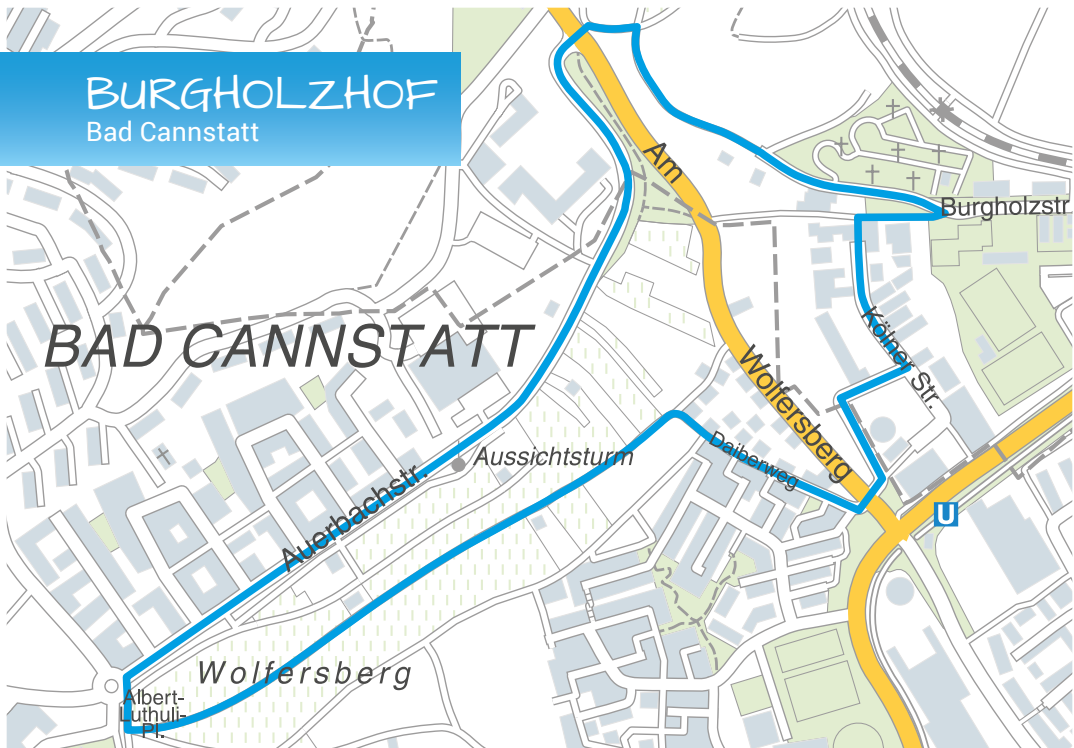 BURGHOLZHOF
Bad Cannstatt
Am
Burgholzstr
BAD CANNSTATT
Kölner Str.
Wolfersberg
Daiberweg
Aussichtsturm
Auerbachstr.
U
Wolfersberg
Albert-
Luthuli-
Pl.